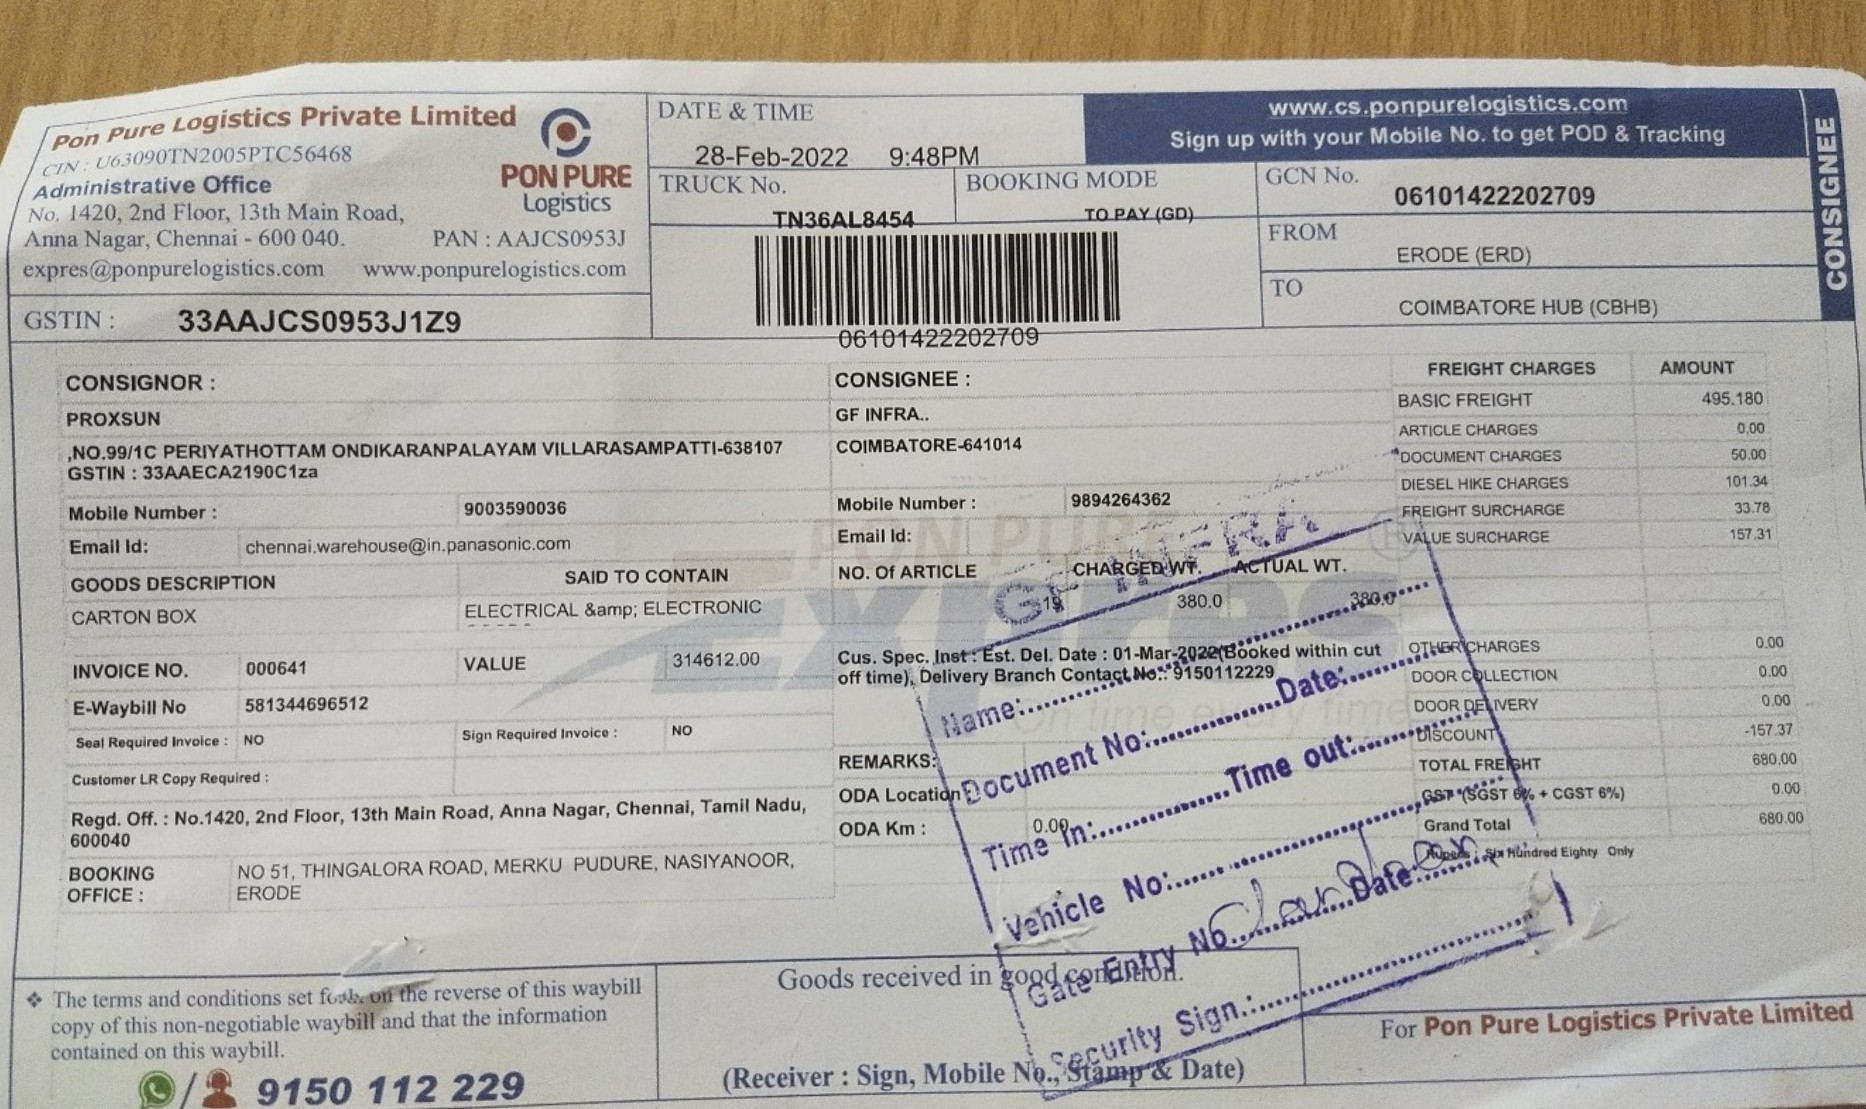 Pon Pure Logistics Private Limited
CIN : U63090TN2005PTC56468
Administrative Office
No. 1420, 2nd Floor, 13th Main Road,
Anna Nagar, Chennai - 600 040. PAN : AAJCS0953J
expres@ponpurelogistics.com www.ponpurelogistics.com
PON PURE
Logistics
GSTIN : 33AAJCS0953J1Z9
DATE & TIME
28-Feb-2022 9:48PM
TRUCK No.
TN36AL8454
BOOKING MODE
TO PAY (GD)
06101422202709
www.cs.ponpurelogistics.com
Sign up with your Mobile No. to get POD & Tracking
GCN No.
06101422202709
FROM
ERODE (ERD)
TO
COIMBATORE HUB (CBHB)
CONSIGNEE
CONSIGNOR :
PROXSUN
,NO.99/1C PERIYATHOTTAM ONDIKARANPALAYAM VILLARASAMPATTI-638107
GSTIN : 33AAECA2190C1za
Mobile Number : 9003590036
Email Id: chennai.warehouse@in.panasonic.com
GOODS DESCRIPTION SAID TO CONTAIN
CARTON BOX ELECTRICAL &amp; ELECTRONIC
INVOICE NO. 000641 VALUE 314612.00
E-Waybill No 581344696512
Seal Required Invoice : NO Sign Required Invoice : NO
Customer LR Copy Required :
Regd. Off. : No.1420, 2nd Floor, 13th Main Road, Anna Nagar, Chennai, Tamil Nadu,
600040
BOOKING OFFICE : NO 51, THINGALORA ROAD, MERKU PUDURE, NASIYANOOR,
ERODE
CONSIGNEE :
GF INFRA..
COIMBATORE-641014
Mobile Number : 9894264362
Email Id:
NO. Of ARTICLE CHARGED WT. ACTUAL WT.
19 380.0 380.0
Cus. Spec. Inst : Est. Del. Date : 01-Mar-2022(Booked within cut
off time), Delivery Branch Contact No.: 9150112229
REMARKS:
ODA Location
ODA Km : 0.00
FREIGHT CHARGES AMOUNT
BASIC FREIGHT 495.180
ARTICLE CHARGES 0.00
DOCUMENT CHARGES 50.00
DIESEL HIKE CHARGES 101.34
FREIGHT SURCHARGE 33.78
VALUE SURCHARGE 157.31
OTHER CHARGES 0.00
DOOR COLLECTION 0.00
DOOR DELIVERY 0.00
DISCOUNT -157.37
TOTAL FREIGHT 680.00
GST (SGST 6% + CGST 6%) 0.00
Grand Total 680.00
Rupees : Six Hundred Eighty Only
PON PURE
Expres
On time every time
GF INFRA
Name:
Date:
Document No:
Time out:
Time In:
Vehicle No:
Date:
Gate Entry No
Security Sign.:
❖ The terms and conditions set forth on the reverse of this waybill
copy of this non-negotiable waybill and that the information
contained on this waybill.
/ 9150 112 229
Goods received in good condition.
(Receiver : Sign, Mobile No., Stamp & Date)
For Pon Pure Logistics Private Limited